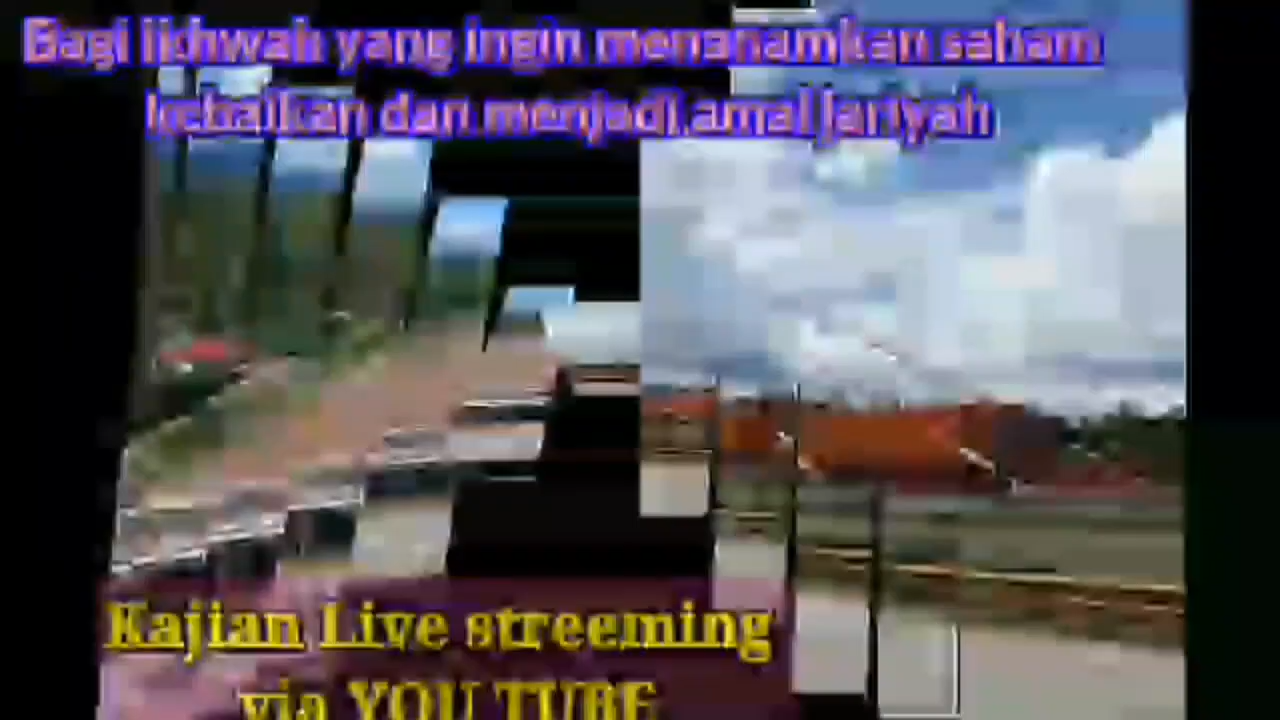 Bagi ikhwah yang ingin menanamkan saham
kebaikan dan menjadi amal jariyah
Kajian Live streeming
via YOU TUBE